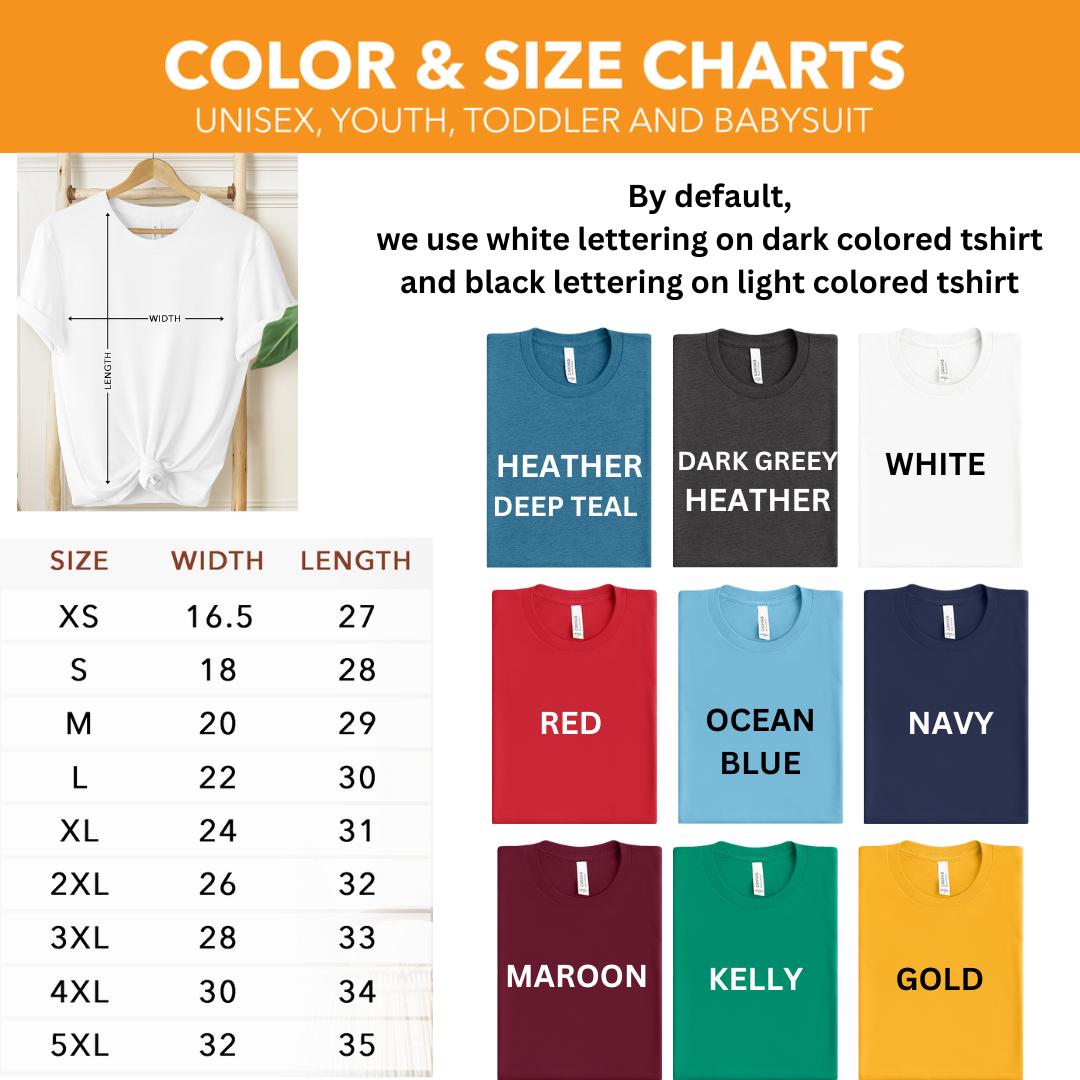 COLOR & SIZE CHARTS
UNISEX, YOUTH, TODDLER AND BABYSUIT
By default,
we use white lettering on dark colored tshirt
and black lettering on light colored tshirt
WIDTH
LENGTH
HEATHER
DEEP TEAL
DARK GREEY
HEATHER
WHITE
RED
OCEAN
BLUE
NAVY
MAROON
KELLY
GOLD
SIZE WIDTH LENGTH
XS 16.5 27
S 18 28
M 20 29
L 22 30
XL 24 31
2XL 26 32
3XL 28 33
4XL 30 34
5XL 32 35